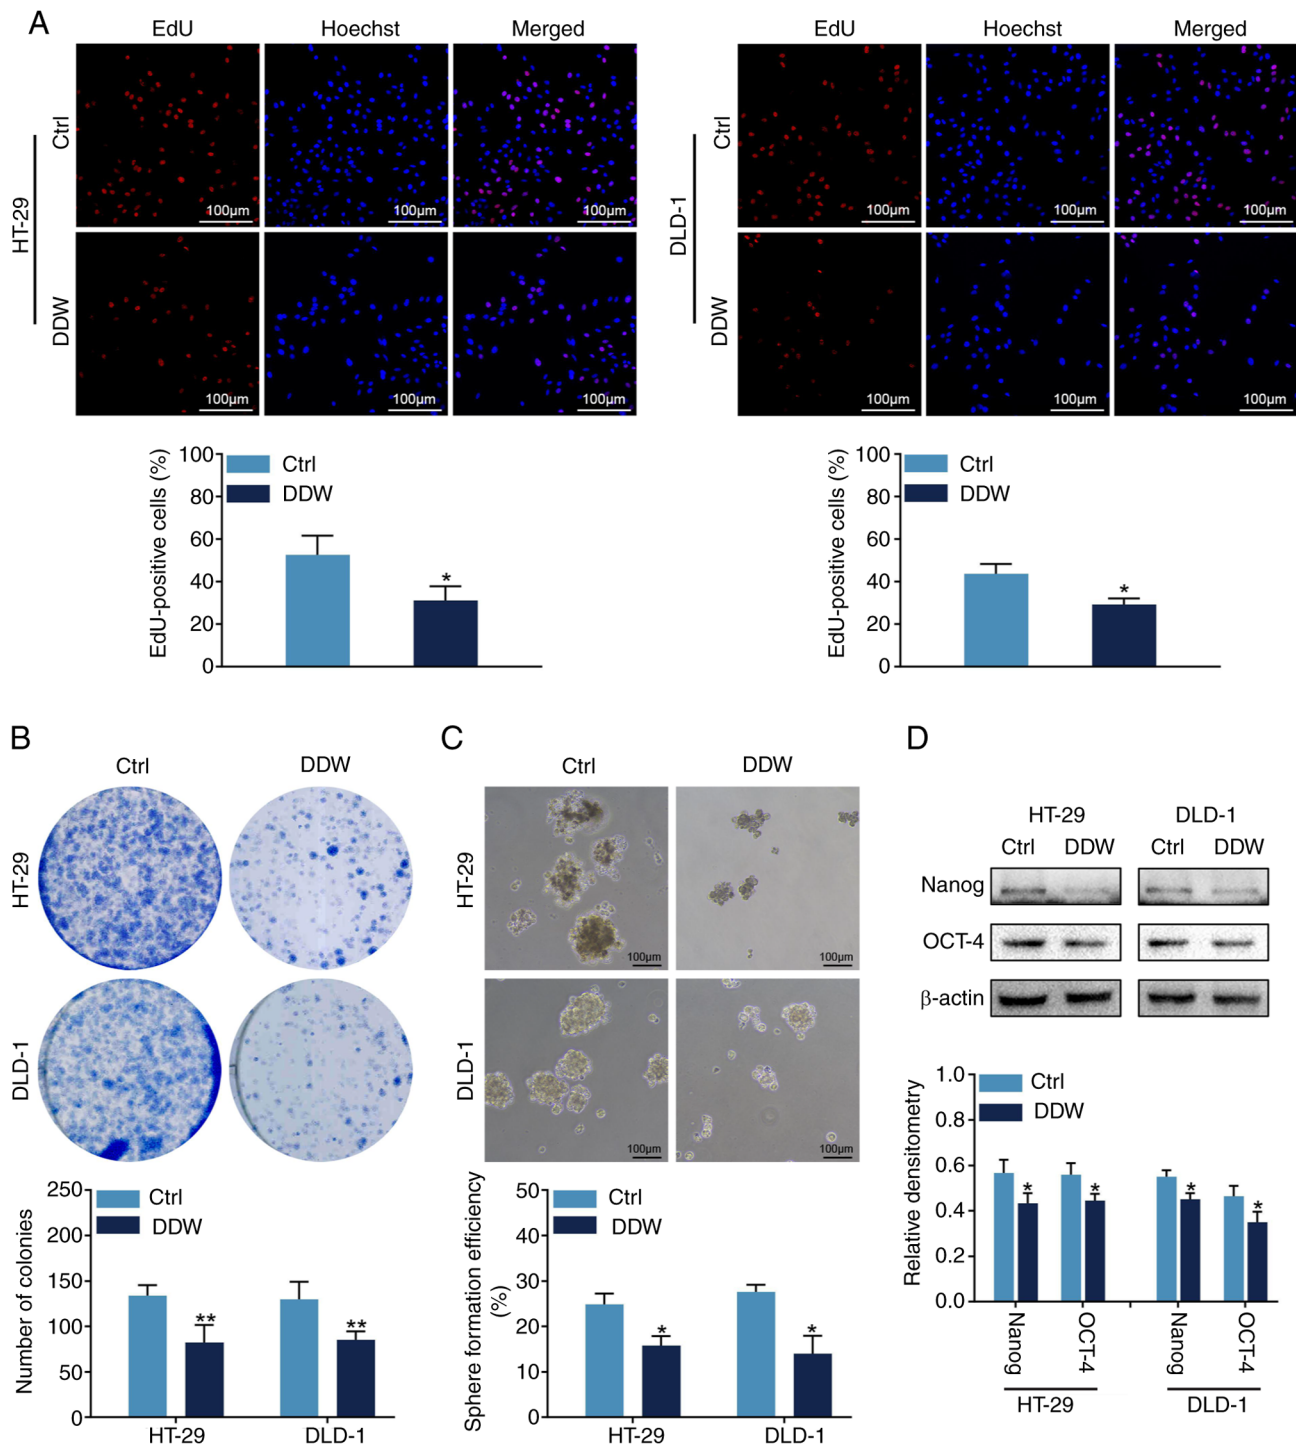 A
EdU Hoechst Merged
EdU Hoechst Merged
HT-29
Ctrl
100µm 100µm 100µm
DDW
100µm 100µm 100µm
DLD-1
Ctrl
100µm 100µm 100µm
DDW
100µm 100µm 100µm
EdU-positive cells (%)
100
80
60
40
20
0
Ctrl
DDW
*
EdU-positive cells (%)
100
80
60
40
20
0
Ctrl
DDW
*
B
Ctrl DDW
HT-29
DLD-1
Number of colonies
250
200
150
100
50
0
Ctrl
DDW
** **
HT-29 DLD-1
C
Ctrl DDW
HT-29
100µm 100µm
DLD-1
100µm 100µm
Sphere formation efficiency
(%)
50
40
30
20
10
0
Ctrl
DDW
* *
HT-29 DLD-1
D
HT-29 DLD-1
Ctrl DDW Ctrl DDW
Nanog
OCT-4
β-actin
Relative densitometry
1.0
0.8
0.6
0.4
0.2
0.0
Ctrl
DDW
* * * *
Nanog OCT-4 Nanog OCT-4
HT-29 DLD-1